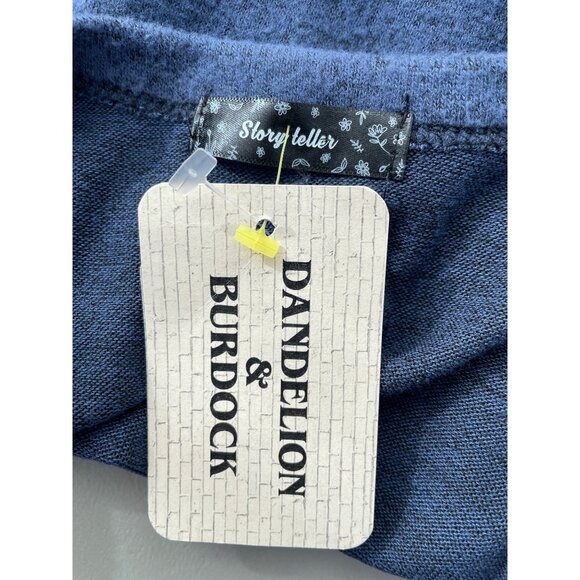 Story teller
DANDELION
&
BURDOCK